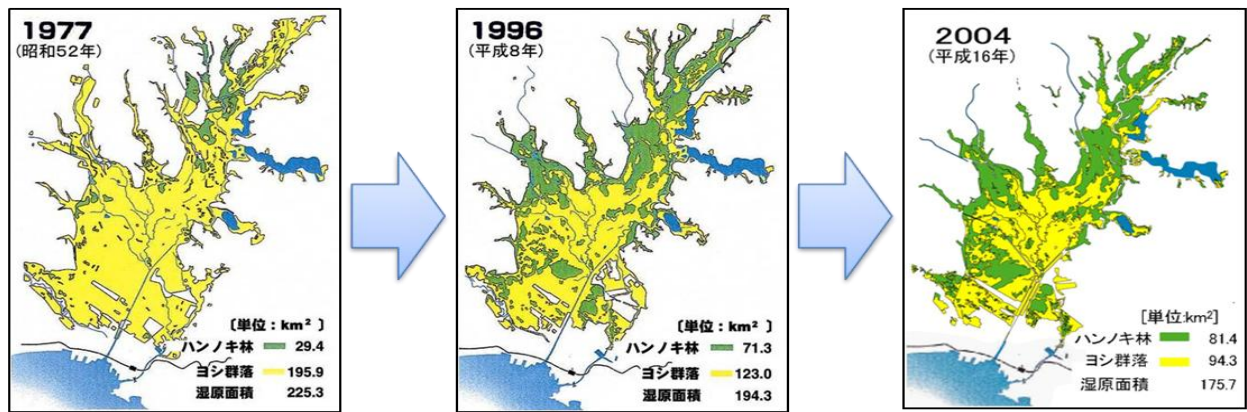 1977
(昭和52年)
〔単位：km²〕
ハンノキ林 29.4
ヨシ群落 195.9
湿原面積 225.3
1996
(平成8年)
〔単位：km²〕
ハンノキ林 71.3
ヨシ群落 123.0
湿原面積 194.3
2004
(平成16年)
[単位:km²]
ハンノキ林 81.4
ヨシ群落 94.3
湿原面積 175.7